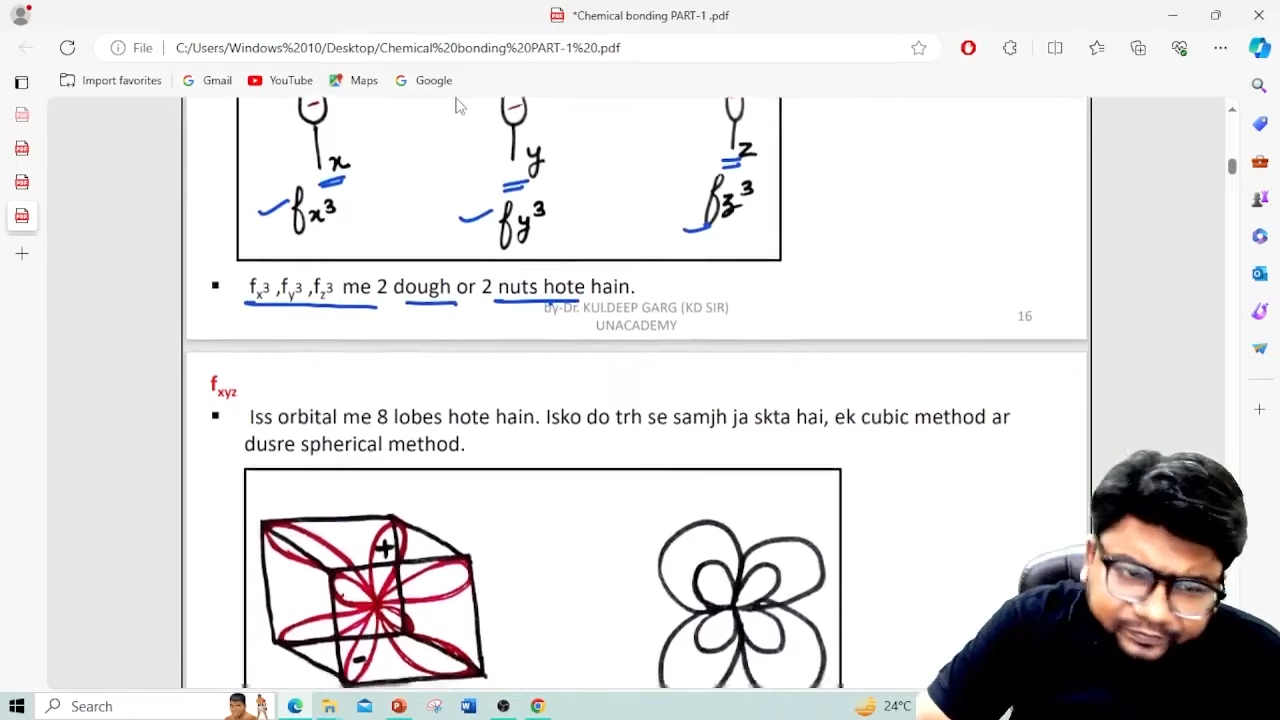 *Chemical bonding PART-1 .pdf
File C:/Users/Windows%2010/Desktop/Chemical%20bonding%20PART-1%20.pdf
Import favorites Gmail YouTube Maps Google
- - -
x y z
fx³ fy³ fz³
fx³ ,fy³ ,fz³ me 2 dough or 2 nuts hote hain.
by-Dr. KULDEEP GARG (KD SIR)
UNACADEMY
16
fxyz
Iss orbital me 8 lobes hote hain. Isko do trh se samjh ja skta hai, ek cubic method ar
dusre spherical method.
+
-
Search
24°C